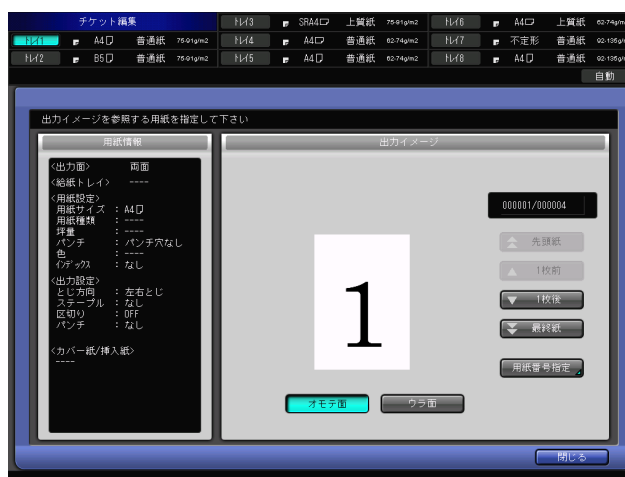 チケット編集
トレイ1 A4 普通紙 75-91g/m2
トレイ2 B5 普通紙 75-91g/m2
トレイ3 SRA4 上質紙 75-91g/m2
トレイ4 A4 普通紙 62-74g/m2
トレイ5 A4 普通紙 62-74g/m2
トレイ6 A4 上質紙 62-74g/m
トレイ7 不定形 普通紙 92-135g/
トレイ8 A4 普通紙 92-135g/
自動
出力イメージを参照する用紙を指定して下さい
用紙情報
<出力面> 両面
<給紙トレイ> ----
<用紙設定>
用紙サイズ : A4
用紙種類 : ----
坪量 : ----
パンチ : パンチ穴なし
色 : ----
インデックス : なし
<出力設定>
とじ方向 : 左右とじ
ステープル : なし
区切り : OFF
パンチ : なし
<カバー紙/挿入紙>
----
出力イメージ
1
オモテ面
ウラ面
000001/000004
先頭紙
1枚前
1枚後
最終紙
用紙番号指定
閉じる